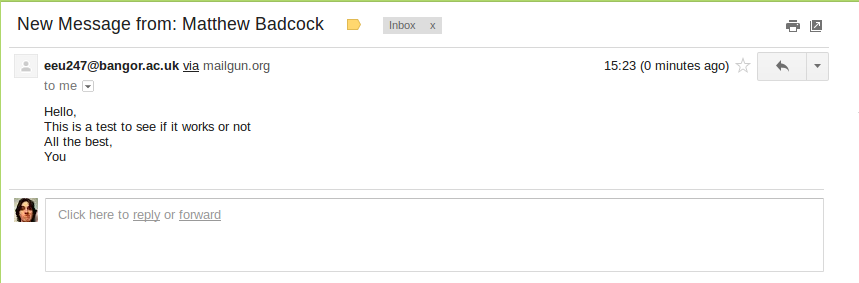 New Message from: Matthew Badcock Inbox x
eeu247@bangor.ac.uk via mailgun.org 15:23 (0 minutes ago)
to me
Hello,
This is a test to see if it works or not
All the best,
You
Click here to reply or forward